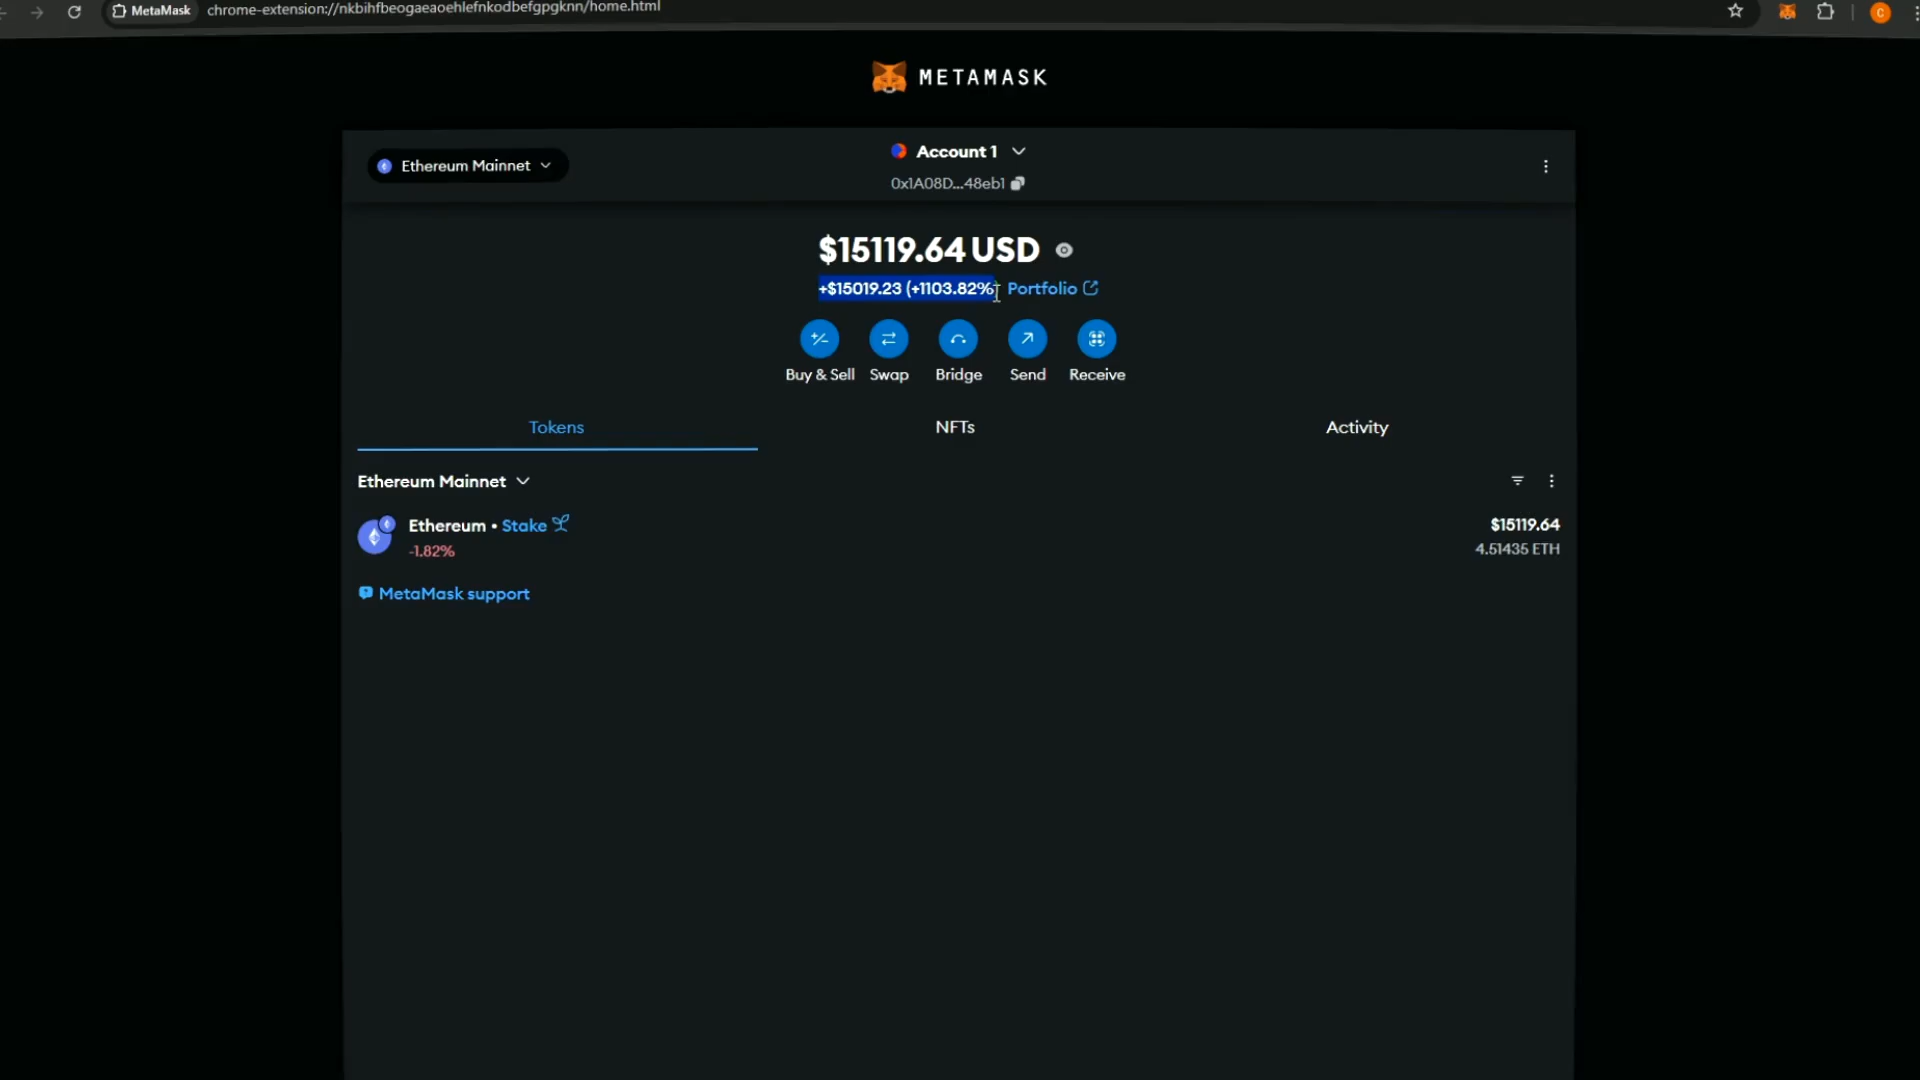 MetaMask chrome-extension://nkbihfbeogaeaoehlefnkodbefgpgknn/home.html
C
METAMASK
Ethereum Mainnet
Account 1
0x1A08D...48eb1
$15119.64 USD
+$15019.23 (+1103.82% Portfolio
Buy & Sell Swap Bridge Send Receive
Tokens NFTs Activity
Ethereum Mainnet
Ethereum • Stake $15119.64
-1.82% 4.51435 ETH
MetaMask support